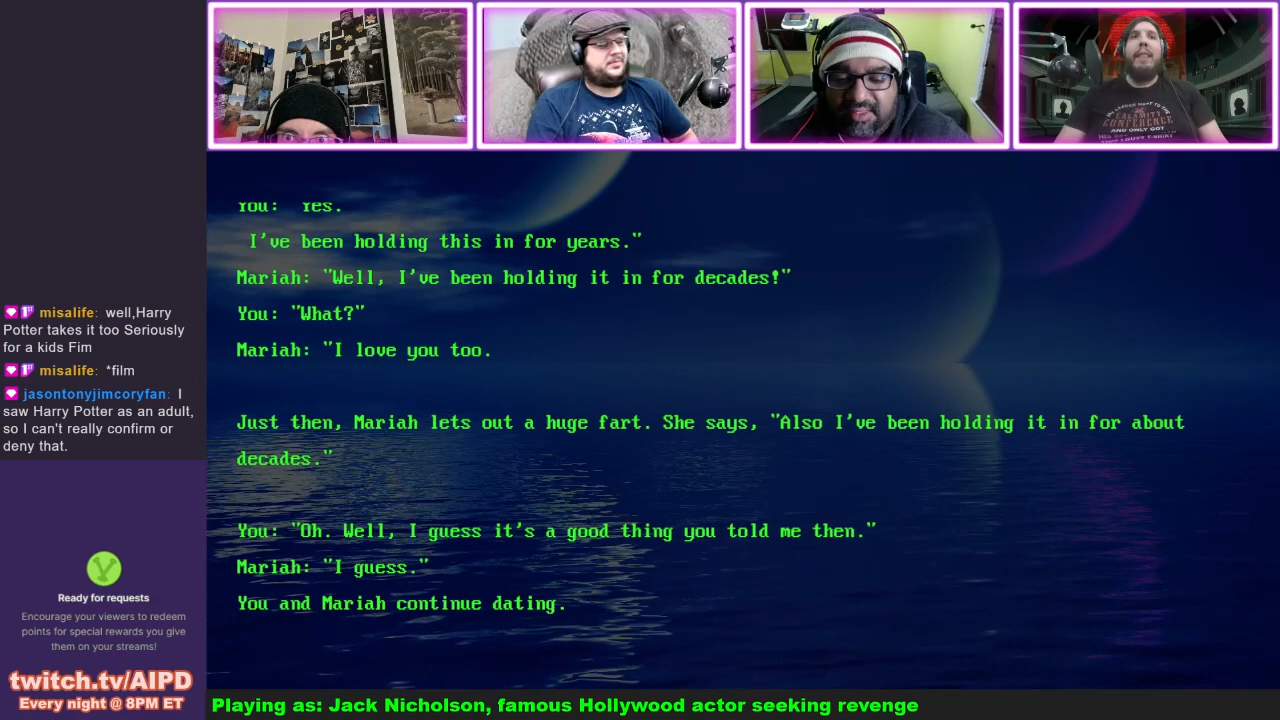 misalife: well,Harry
Potter takes it too Seriously
for a kids Fim
misalife: *film
jasontonyjimcoryfan: I
saw Harry Potter as an adult,
so I can't really confirm or
deny that.
Ready for requests
Encourage your viewers to redeem
points for special rewards you give
them on your streams!
twitch.tv/AIPD
Every night @ 8PM ET
CONFERENCE
AND ONLY GOT
You: Yes.
I've been holding this in for years."
Mariah: "Well, I've been holding it in for decades!"
You: "What?"
Mariah: "I love you too.
Just then, Mariah lets out a huge fart. She says, "Also I've been holding it in for about
decades."
You: "Oh. Well, I guess it's a good thing you told me then."
Mariah: "I guess."
You and Mariah continue dating.
Playing as: Jack Nicholson, famous Hollywood actor seeking revenge